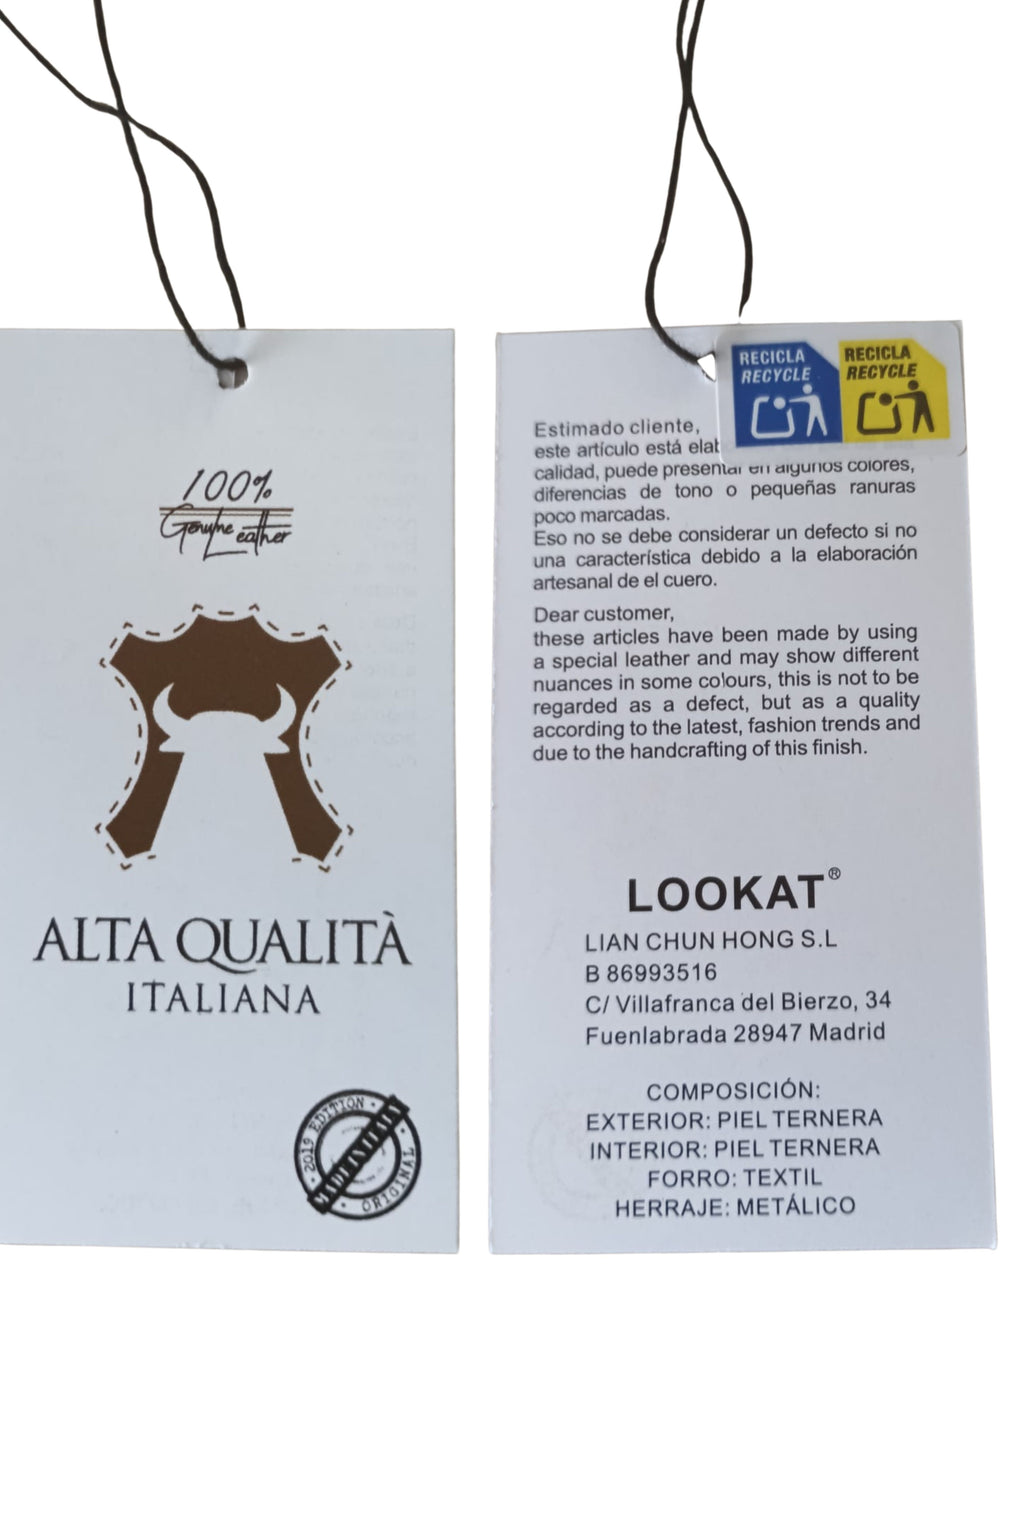 100%
Genuine Leather
ALTA QUALITÀ
ITALIANA
2019 EDITION
MADE IN ITALY
ORIGINAL
RECICLA
RECYCLE
RECICLA
RECYCLE
Estimado cliente,
este artículo está
calidad, puede presentar en algunos colores,
diferencias de tono o pequeñas ranuras
poco marcadas.
Eso no se debe considerar un defecto si no
una característica debido a la elaboración
artesanal de el cuero.
Dear customer,
these articles have been made by using
a special leather and may show different
nuances in some colours, this is not to be
regarded as a defect, but as a quality
according to the latest, fashion trends and
due to the handcrafting of this finish.
LOOKAT®
LIAN CHUN HONG S.L
B 86993516
C/ Villafranca del Bierzo, 34
Fuenlabrada 28947 Madrid
COMPOSICIÓN:
EXTERIOR: PIEL TERNERA
INTERIOR: PIEL TERNERA
FORRO: TEXTIL
HERRAJE: METÁLICO